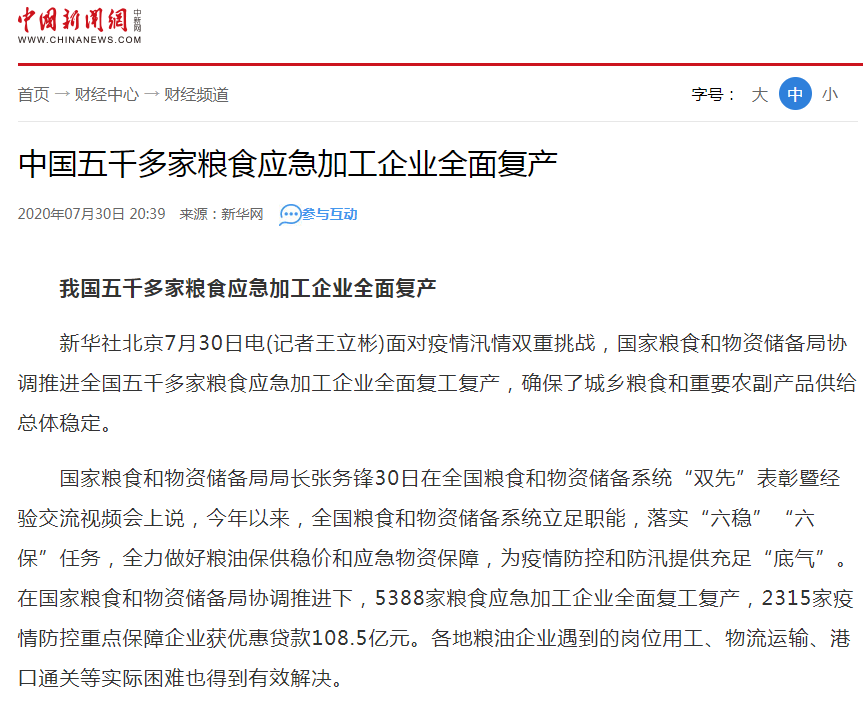 中國新聞網
中新网
WWW.CHINANEWS.COM
首页 → 财经中心 → 财经频道
字号： 大 中 小
中国五千多家粮食应急加工企业全面复产
2020年07月30日 20:39 来源：新华网 参与互动
我国五千多家粮食应急加工企业全面复产
新华社北京7月30日电(记者王立彬)面对疫情汛情双重挑战，国家粮食和物资储备局协
调推进全国五千多家粮食应急加工企业全面复工复产，确保了城乡粮食和重要农副产品供给
总体稳定。
国家粮食和物资储备局局长张务锋30日在全国粮食和物资储备系统“双先”表彰暨经
验交流视频会上说，今年以来，全国粮食和物资储备系统立足职能，落实“六稳”“六
保”任务，全力做好粮油保供稳价和应急物资保障，为疫情防控和防汛提供充足“底气”。
在国家粮食和物资储备局协调推进下，5388家粮食应急加工企业全面复工复产，2315家疫
情防控重点保障企业获优惠贷款108.5亿元。各地粮油企业遇到的岗位用工、物流运输、港
口通关等实际困难也得到有效解决。